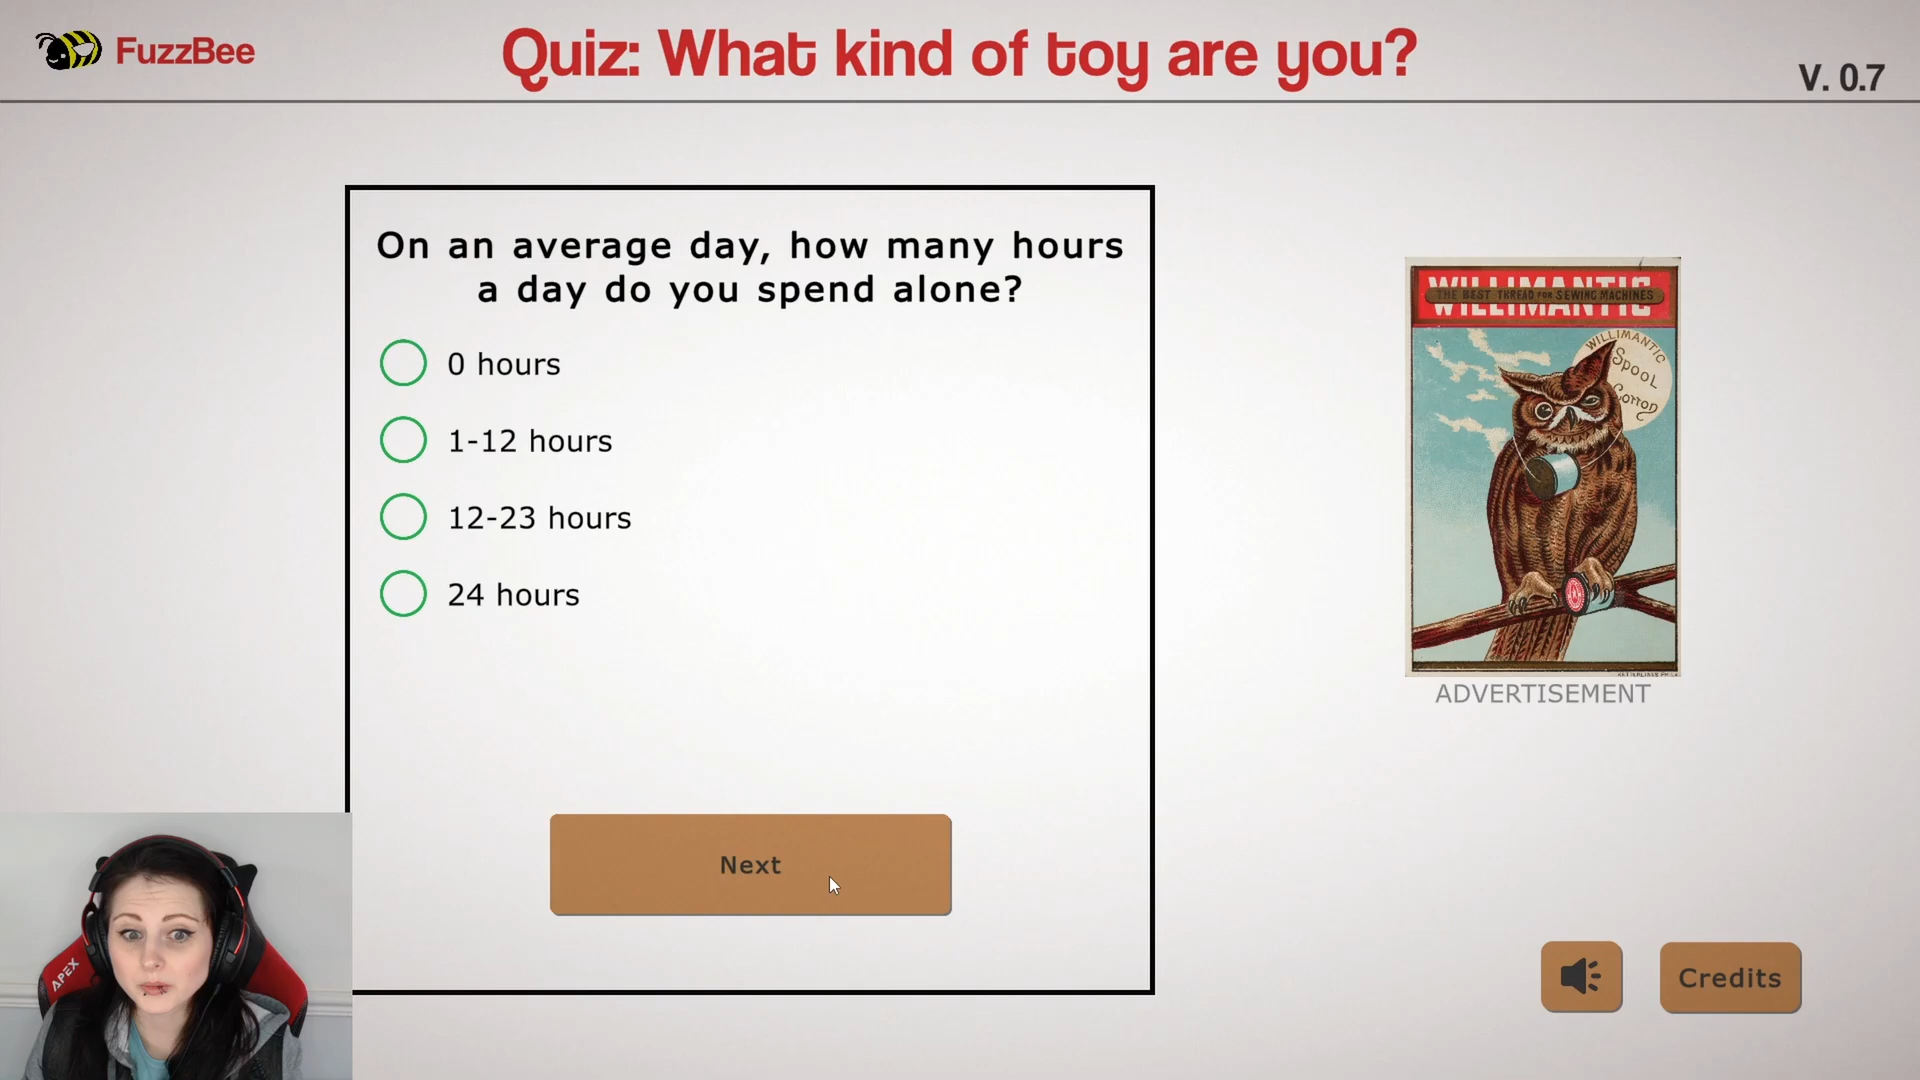 FuzzBee
Quiz: What kind of toy are you?
V. 0.7
On an average day, how many hours
a day do you spend alone?
0 hours
1-12 hours
12-23 hours
24 hours
Next
WILLIMANTIC
THE BEST THREAD FOR SEWING MACHINES
WILLIMANTIC
Spool
Cotton
ADVERTISEMENT
APEX
Credits